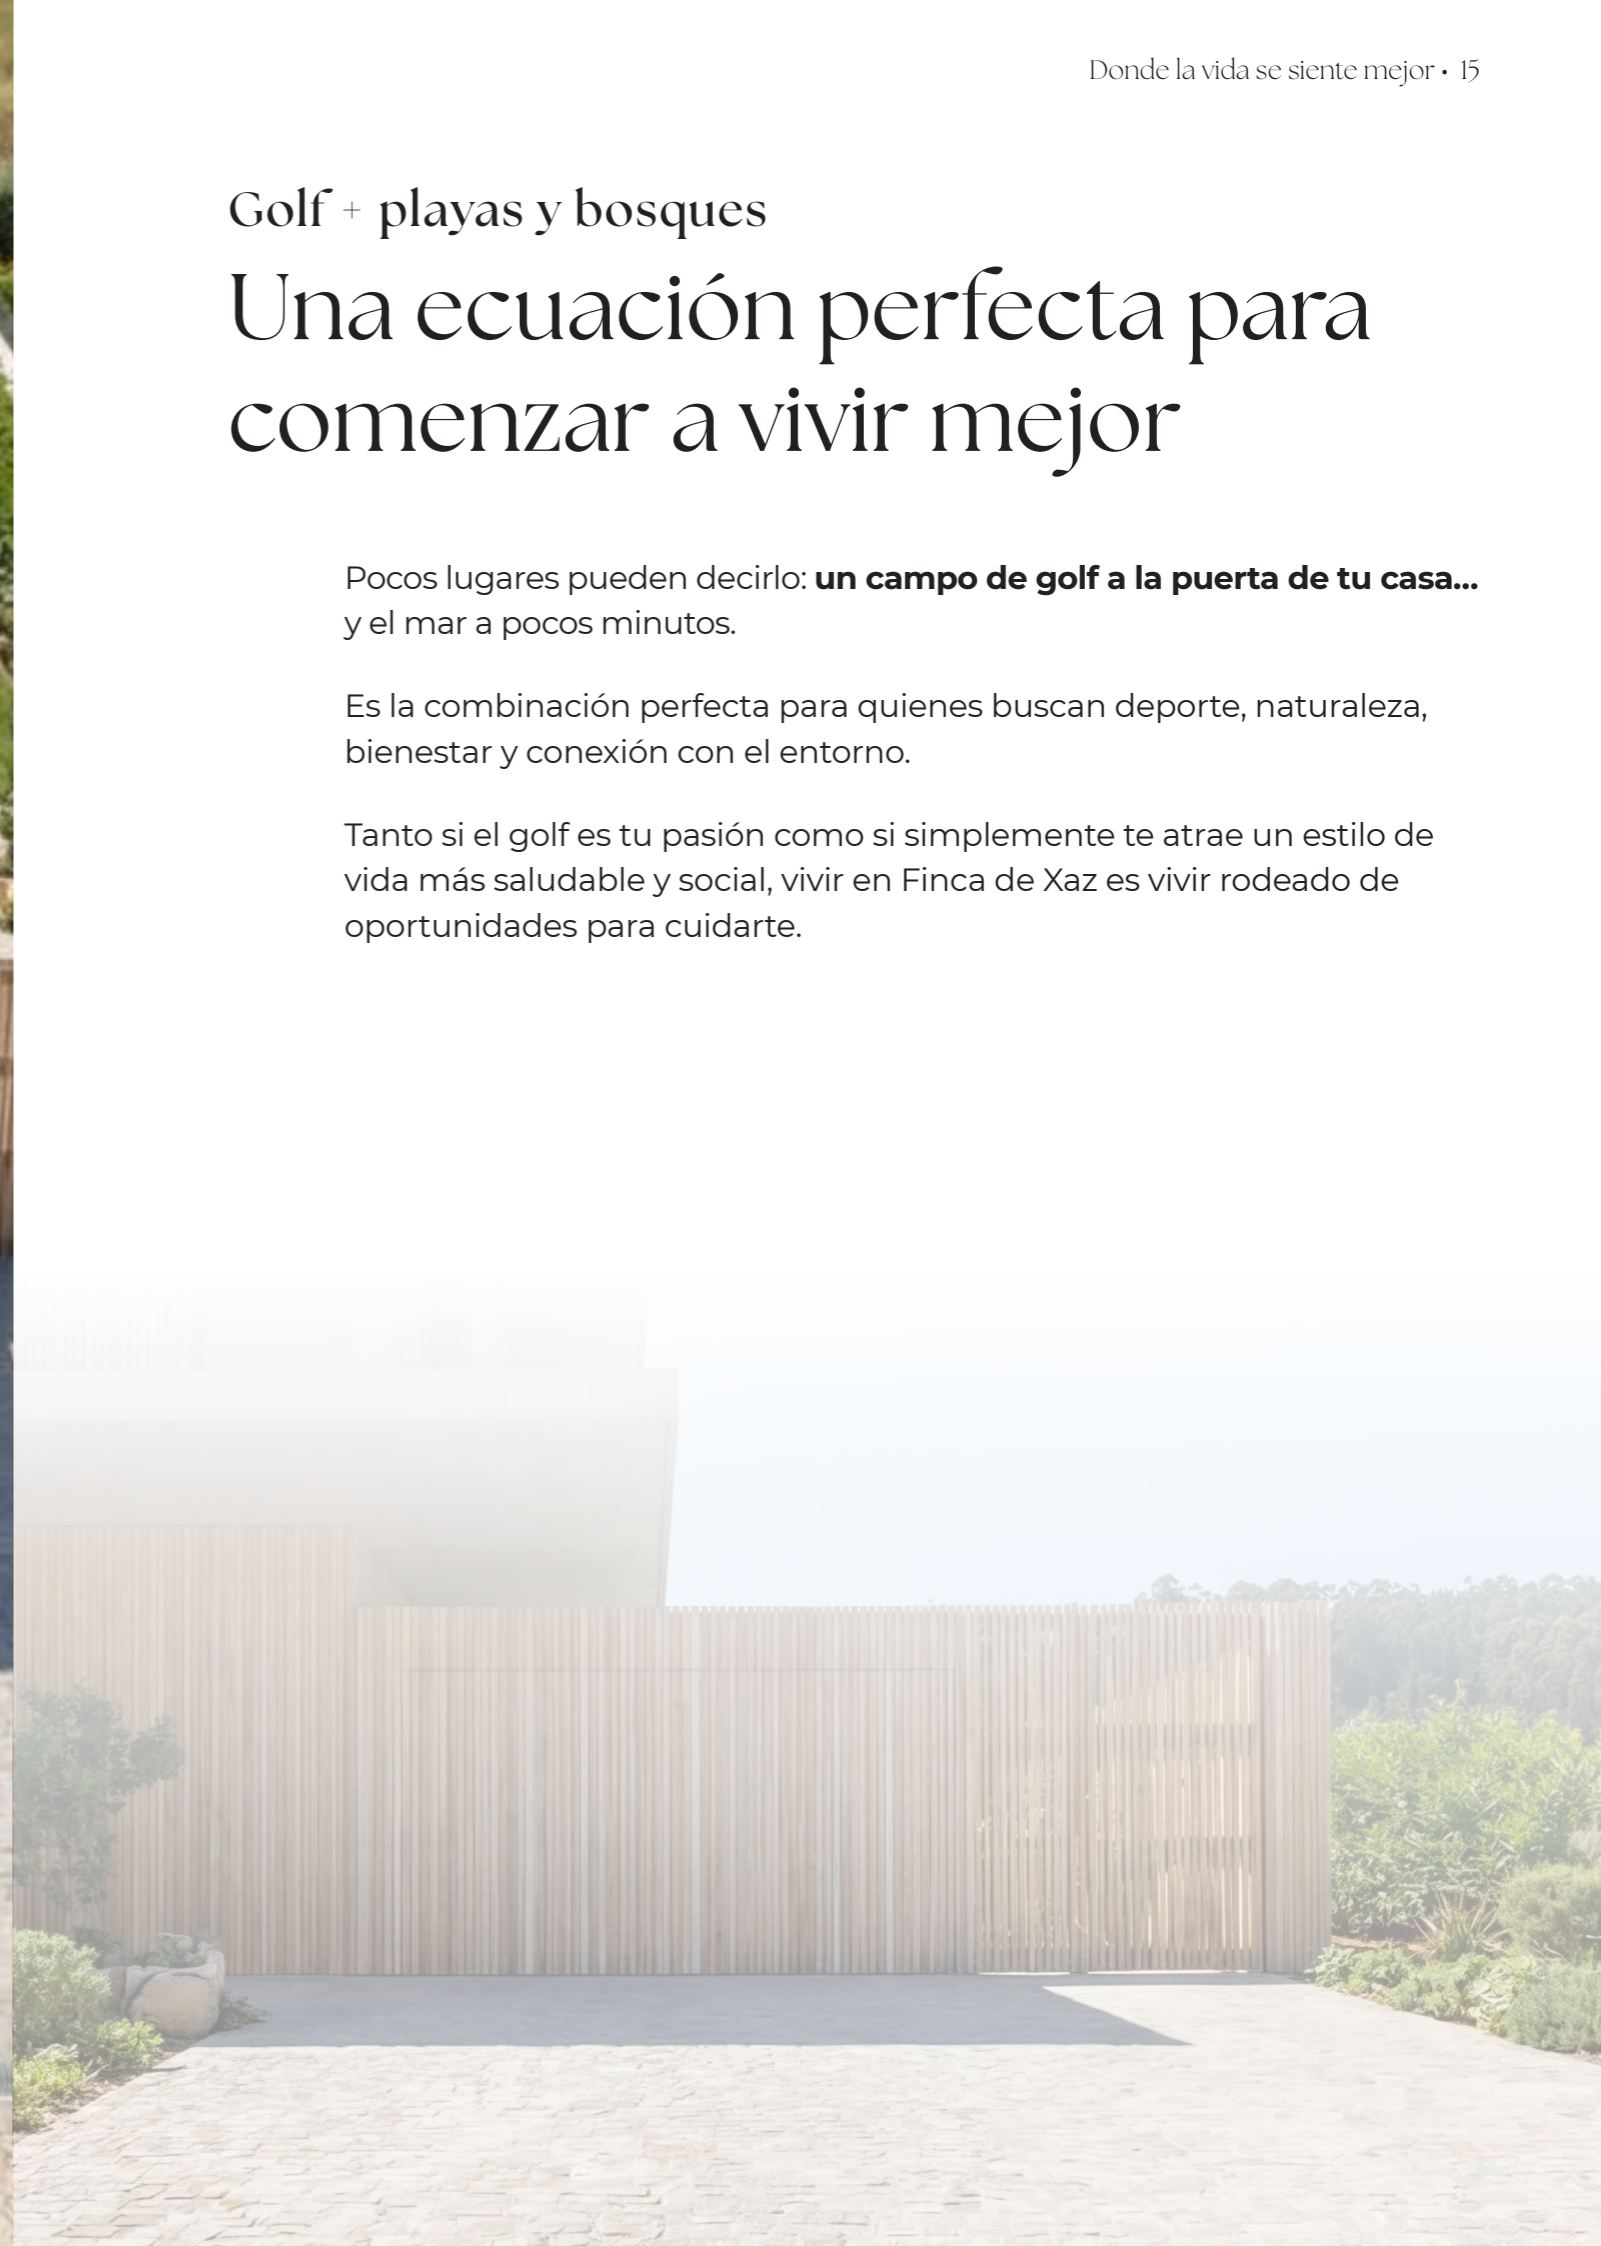 Donde la vida se siente mejor • 15
Golf + playas y bosques
Una ecuación perfecta para
comenzar a vivir mejor
Pocos lugares pueden decirlo: un campo de golf a la puerta de tu casa...
y el mar a pocos minutos.
Es la combinación perfecta para quienes buscan deporte, naturaleza,
bienestar y conexión con el entorno.
Tanto si el golf es tu pasión como si simplemente te atrae un estilo de
vida más saludable y social, vivir en Finca de Xaz es vivir rodeado de
oportunidades para cuidarte.